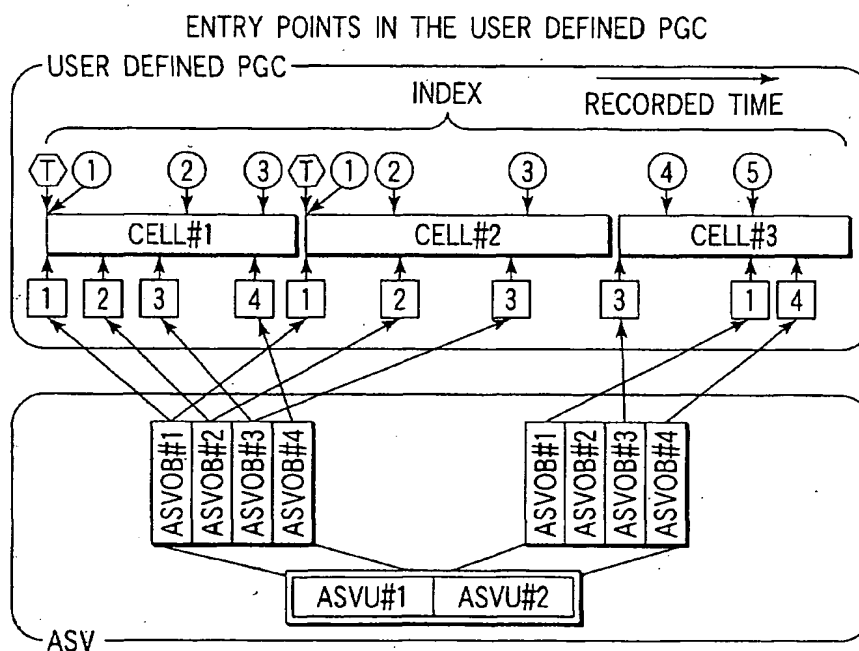 ENTRY POINTS IN THE USER DEFINED PGC
USER DEFINED PGC
INDEX
RECORDED TIME
T 1 2 3 T 1 2 3 4 5
CELL#1 CELL#2 CELL#3
1 2 3 4 1 2 3 3 1 4
ASVOB#1 ASVOB#2 ASVOB#3 ASVOB#4 ASVOB#1 ASVOB#2 ASVOB#3 ASVOB#4
ASVU#1 ASVU#2
ASV